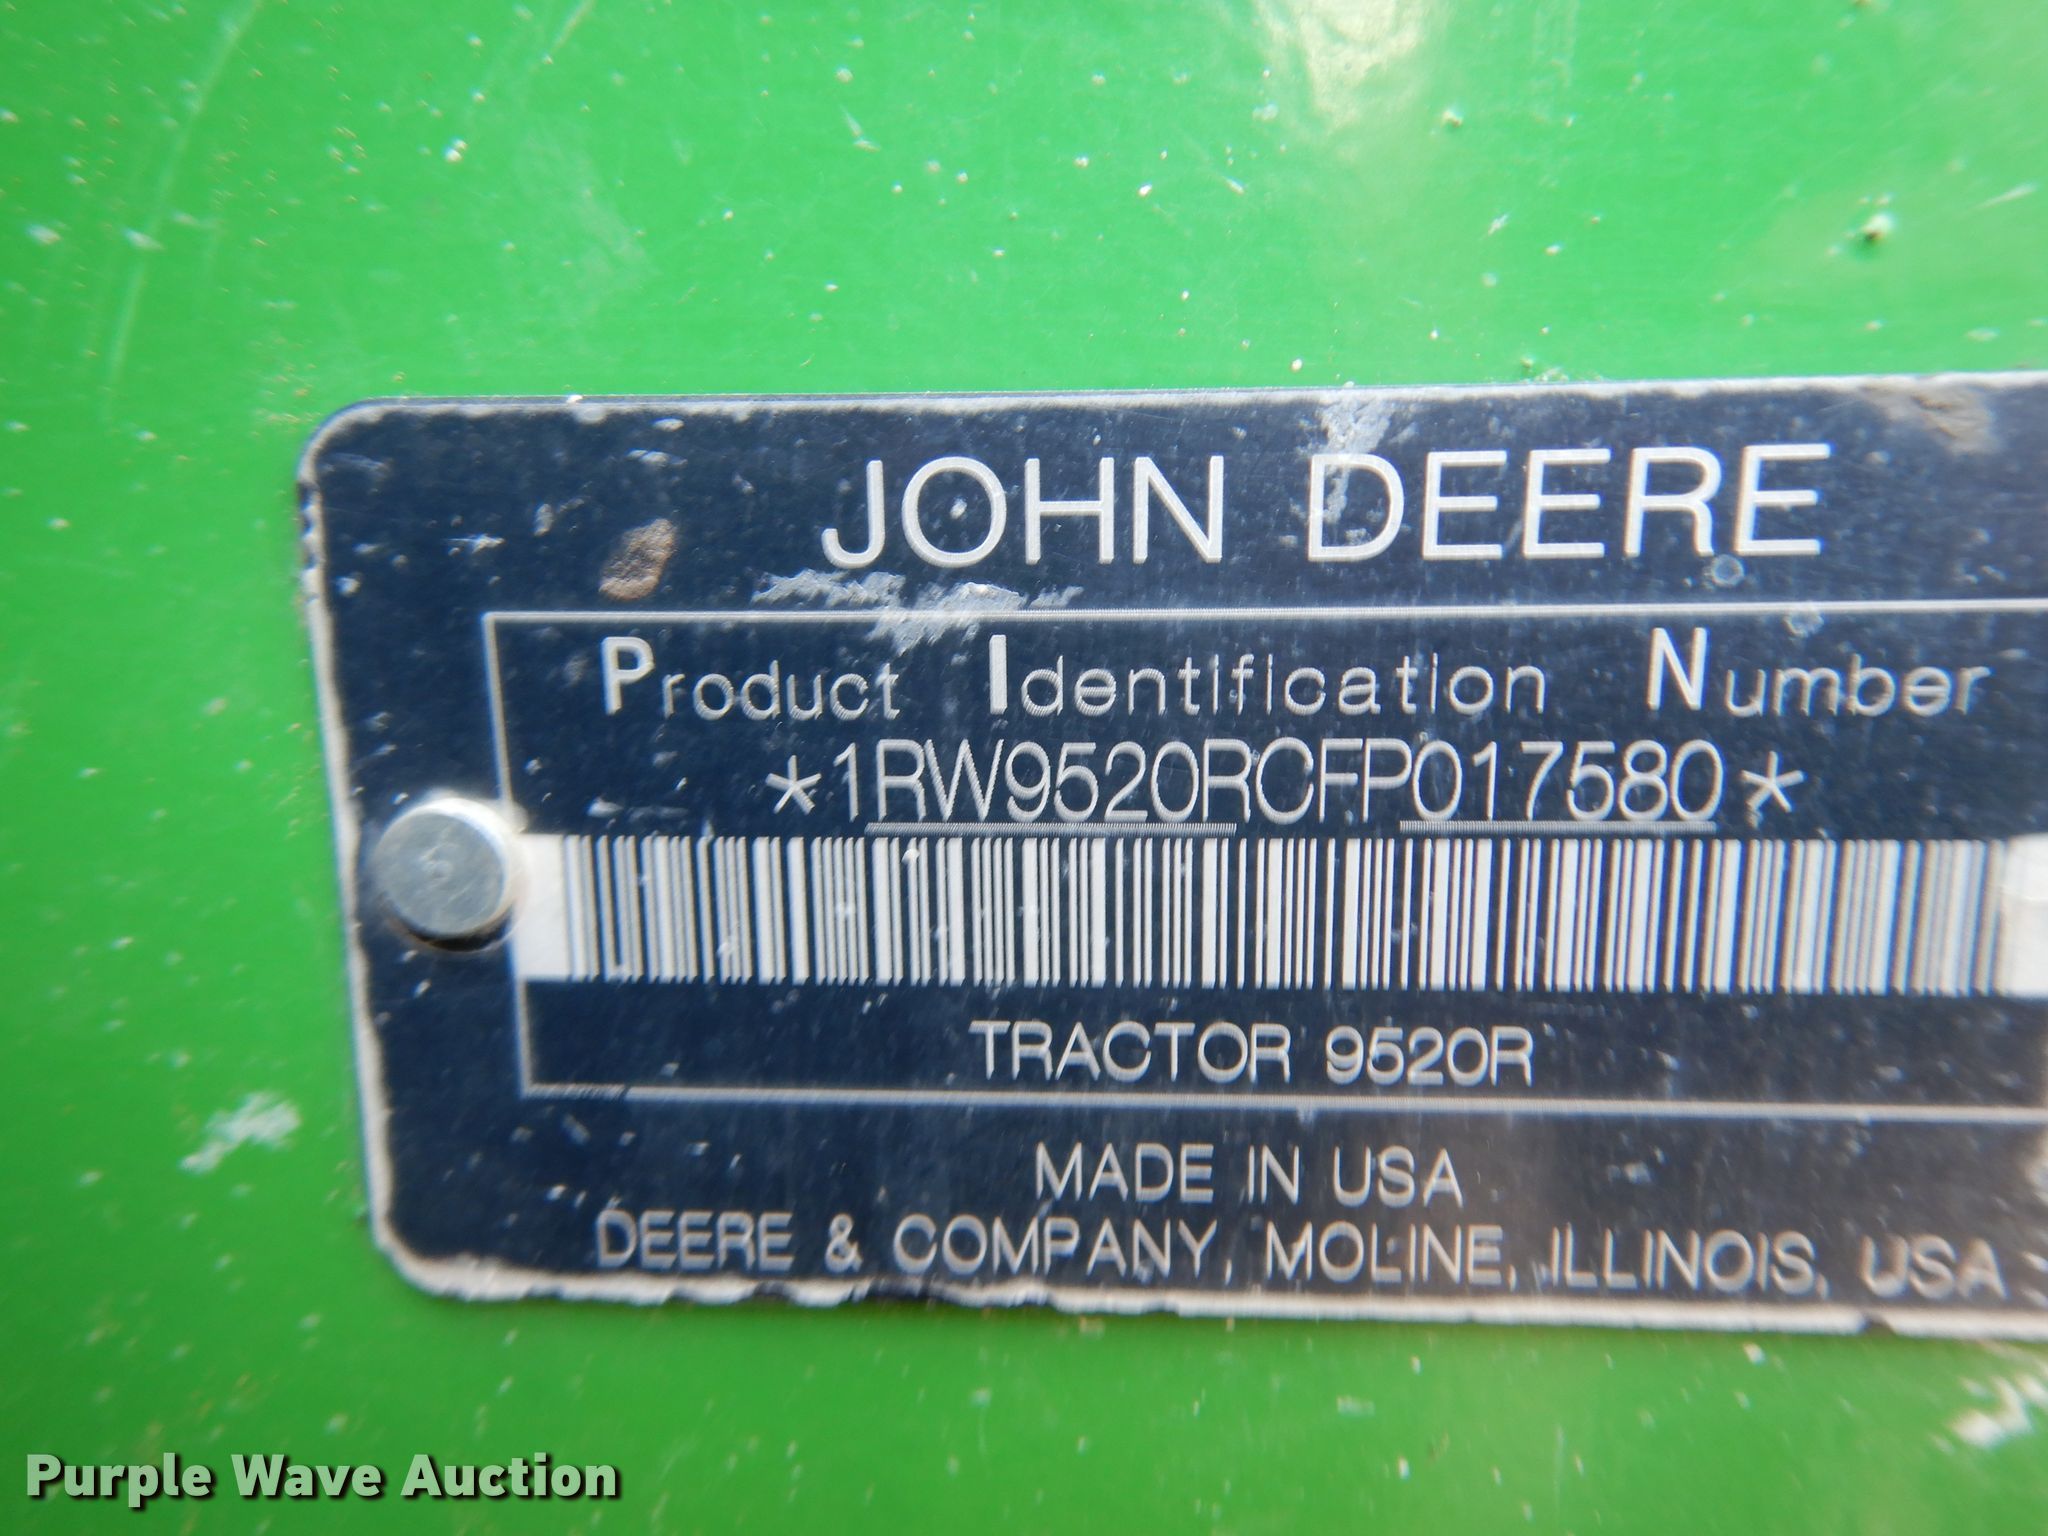 JOHN DEERE
Product Identification Number
*1RW9520RCFP017580*
TRACTOR 9520R
MADE IN USA
DEERE & COMPANY, MOLINE, ILLINOIS, USA
Purple Wave Auction